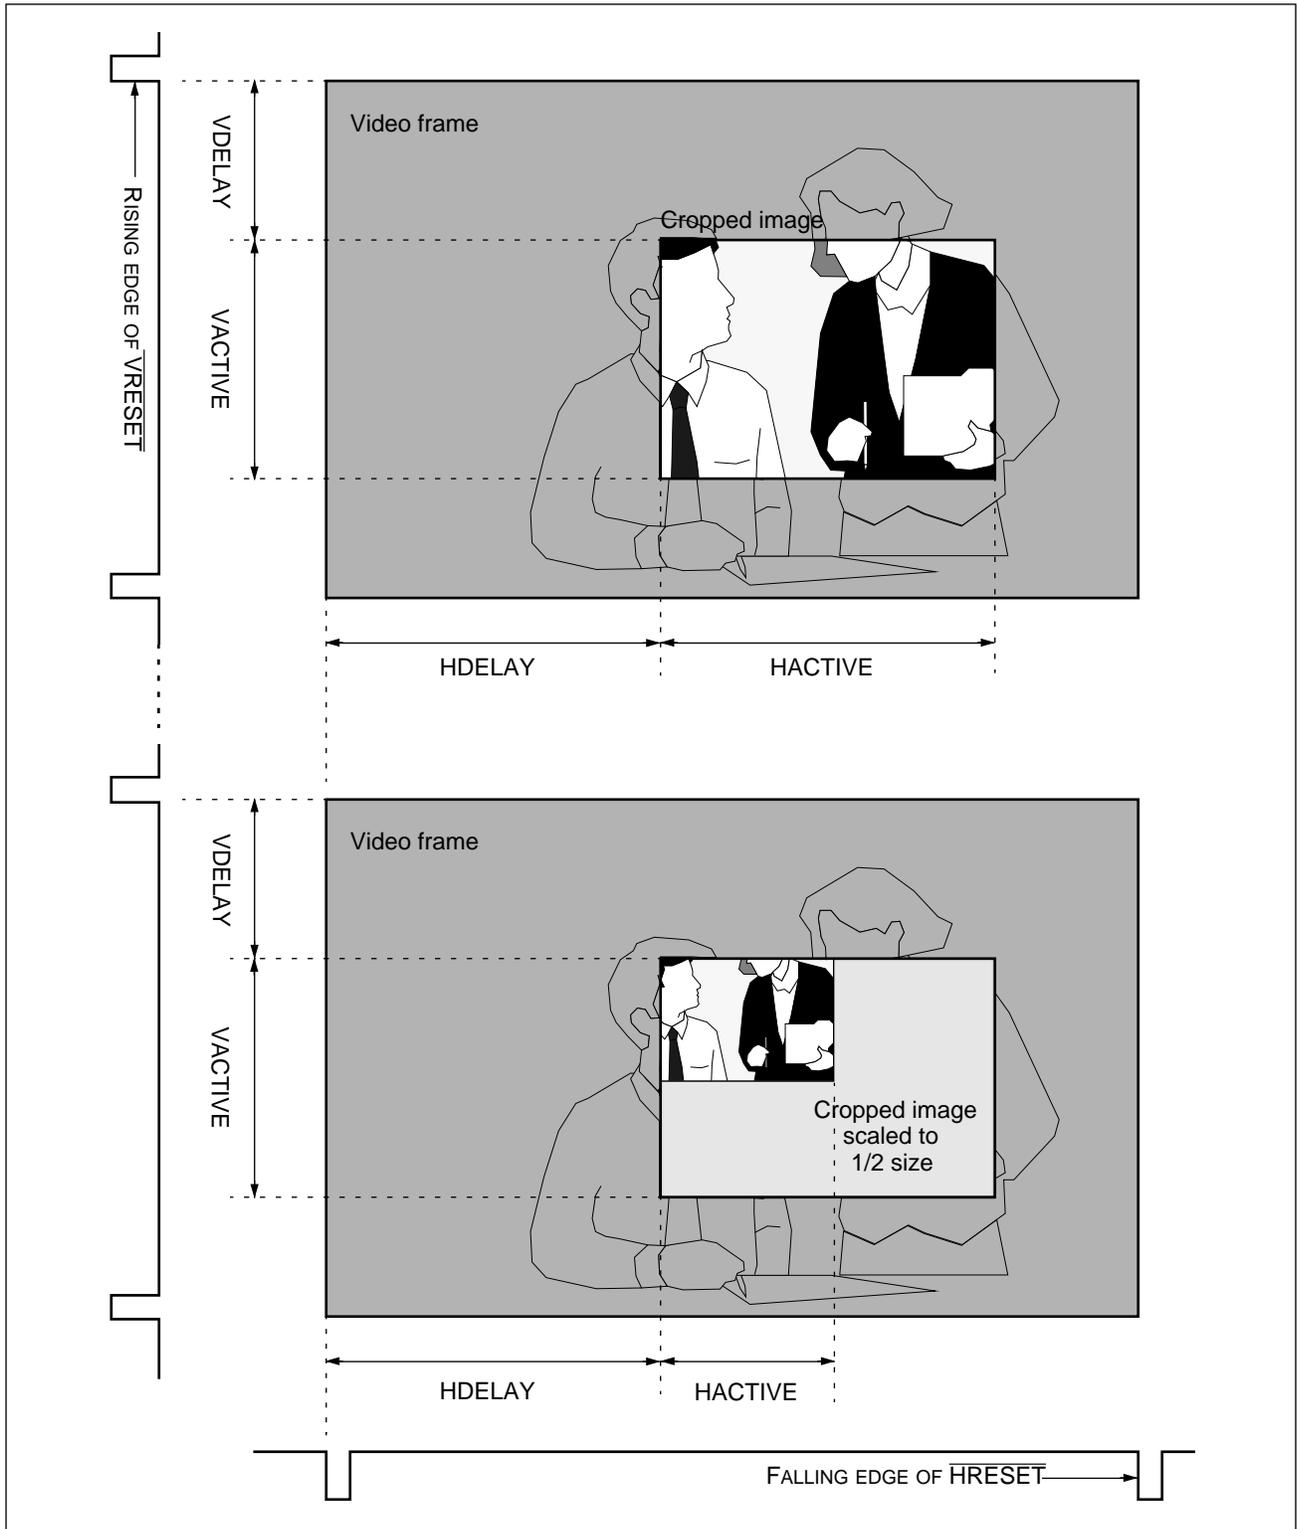 Video frame
VDELAY
RISING EDGE OF VRESET
Cropped image
VACTIVE
HDELAY
HACTIVE
Video frame
VDELAY
VACTIVE
Cropped image
scaled to
1/2 size
HDELAY
HACTIVE
FALLING EDGE OF HRESET